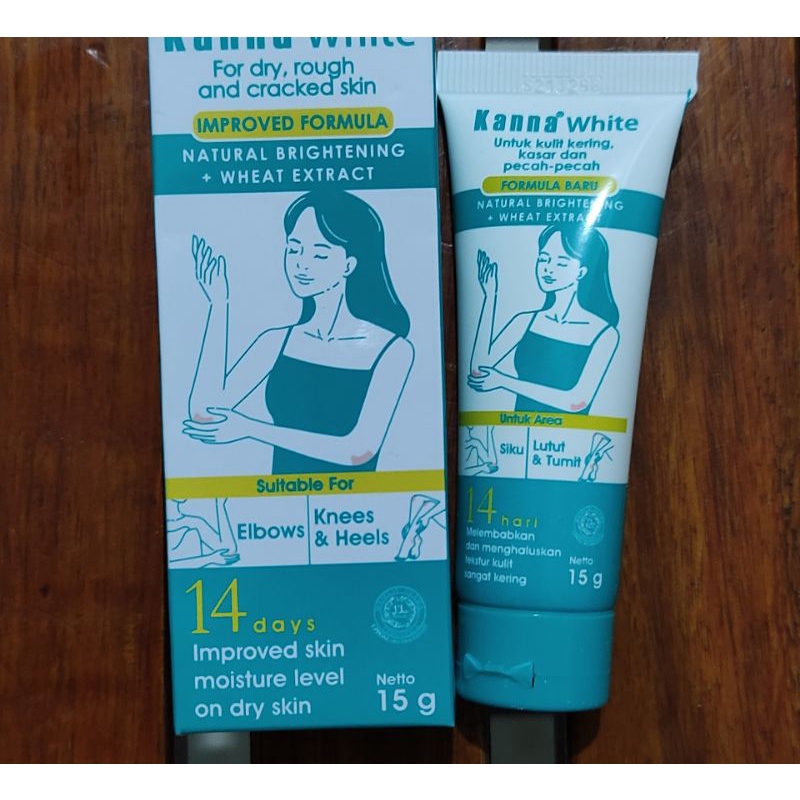 Kanna White
For dry, rough
and cracked skin
IMPROVED FORMULA
NATURAL BRIGHTENING
+ WHEAT EXTRACT
Suitable For
Elbows
Knees
& Heels
14 days
Improved skin
moisture level
on dry skin
Netto
15 g
Kanna® White
Untuk kulit kering,
kasar dan
pecah-pecah
FORMULA BARU
NATURAL BRIGHTENING
+ WHEAT EXTRACT
Untuk Area
Siku
Lutut
& Tumit
14 hari
Melembabkan
dan menghaluskan
tekstur kulit
sangat kering
Netto
15 g